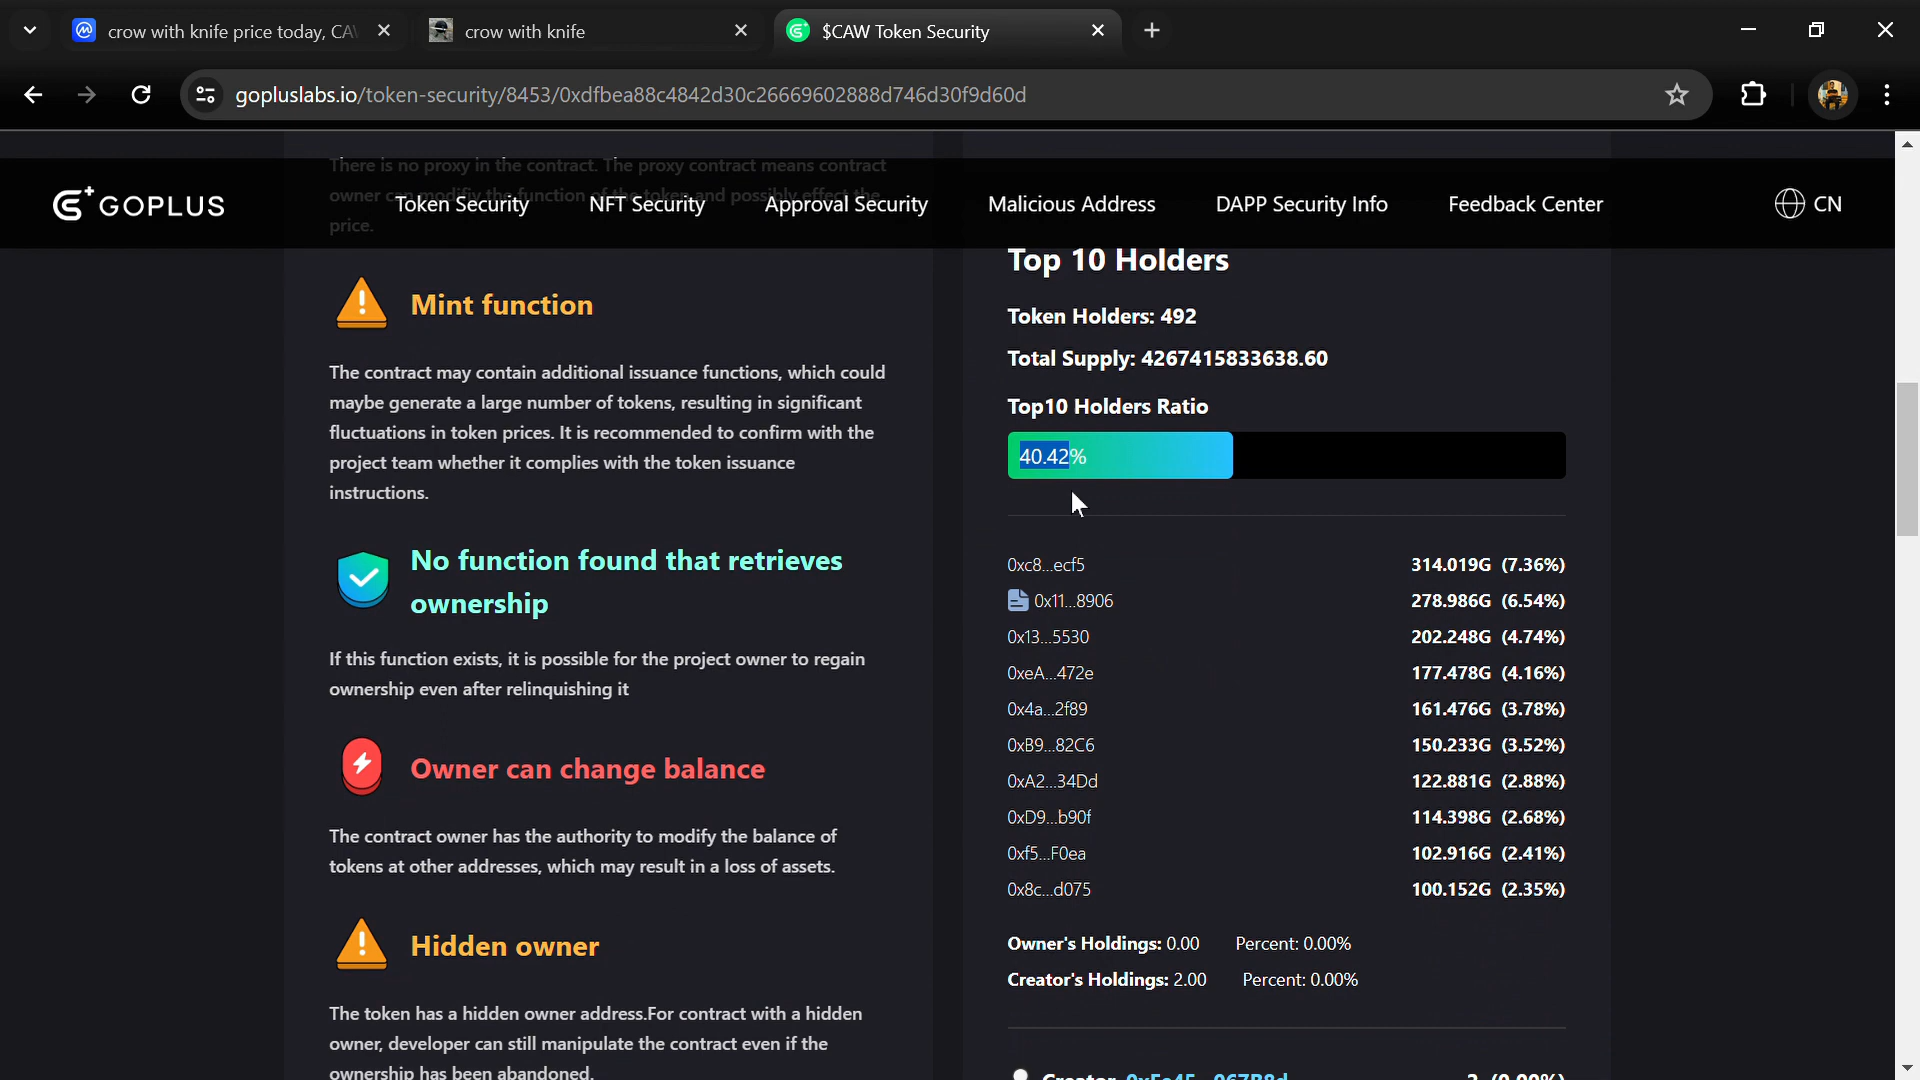 crow with knife price today, CA
crow with knife
$CAW Token Security
gopluslabs.io/token-security/8453/0xdfbea88c4842d30c26669602888d746d30f9d60d
There is no proxy in the contract. The proxy contract means contract
owner can modifiy the function of the token and possibly effect the
price.
GOPLUS
Token Security
NFT Security
Approval Security
Malicious Address
DAPP Security Info
Feedback Center
CN
Mint function
The contract may contain additional issuance functions, which could
maybe generate a large number of tokens, resulting in significant
fluctuations in token prices. It is recommended to confirm with the
project team whether it complies with the token issuance
instructions.
No function found that retrieves
ownership
If this function exists, it is possible for the project owner to regain
ownership even after relinquishing it
Owner can change balance
The contract owner has the authority to modify the balance of
tokens at other addresses, which may result in a loss of assets.
Hidden owner
The token has a hidden owner address.For contract with a hidden
owner, developer can still manipulate the contract even if the
ownership has been abandoned.
Top 10 Holders
Token Holders: 492
Total Supply: 4267415833638.60
Top10 Holders Ratio
40.42%
0xc8...ecf5 314.019G (7.36%)
0x11...8906 278.986G (6.54%)
0x13...5530 202.248G (4.74%)
0xeA...472e 177.478G (4.16%)
0x4a...2f89 161.476G (3.78%)
0xB9...82C6 150.233G (3.52%)
0xA2...34Dd 122.881G (2.88%)
0xD9...b90f 114.398G (2.68%)
0xf5...F0ea 102.916G (2.41%)
0x8c...d075 100.152G (2.35%)
Owner's Holdings: 0.00 Percent: 0.00%
Creator's Holdings: 2.00 Percent: 0.00%